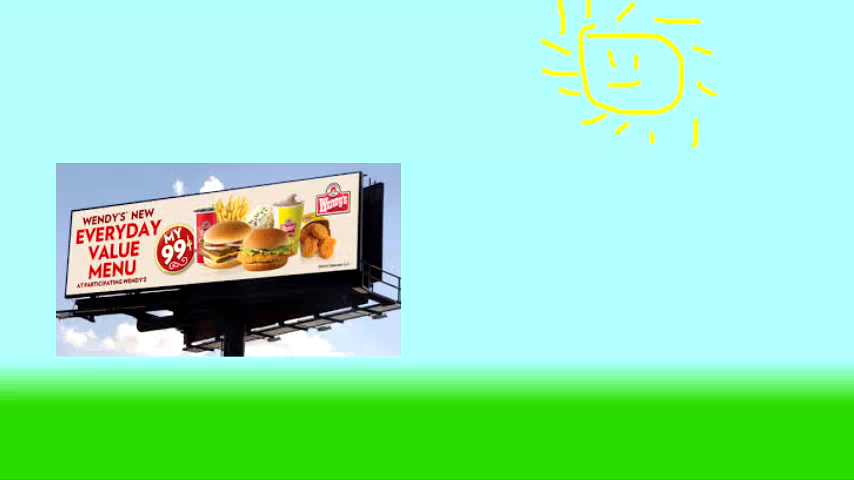 WENDY'S' NEW
EVERYDAY
VALUE
MENU
AT PARTICIPATING WENDY'S
MY
99¢
Wendy's